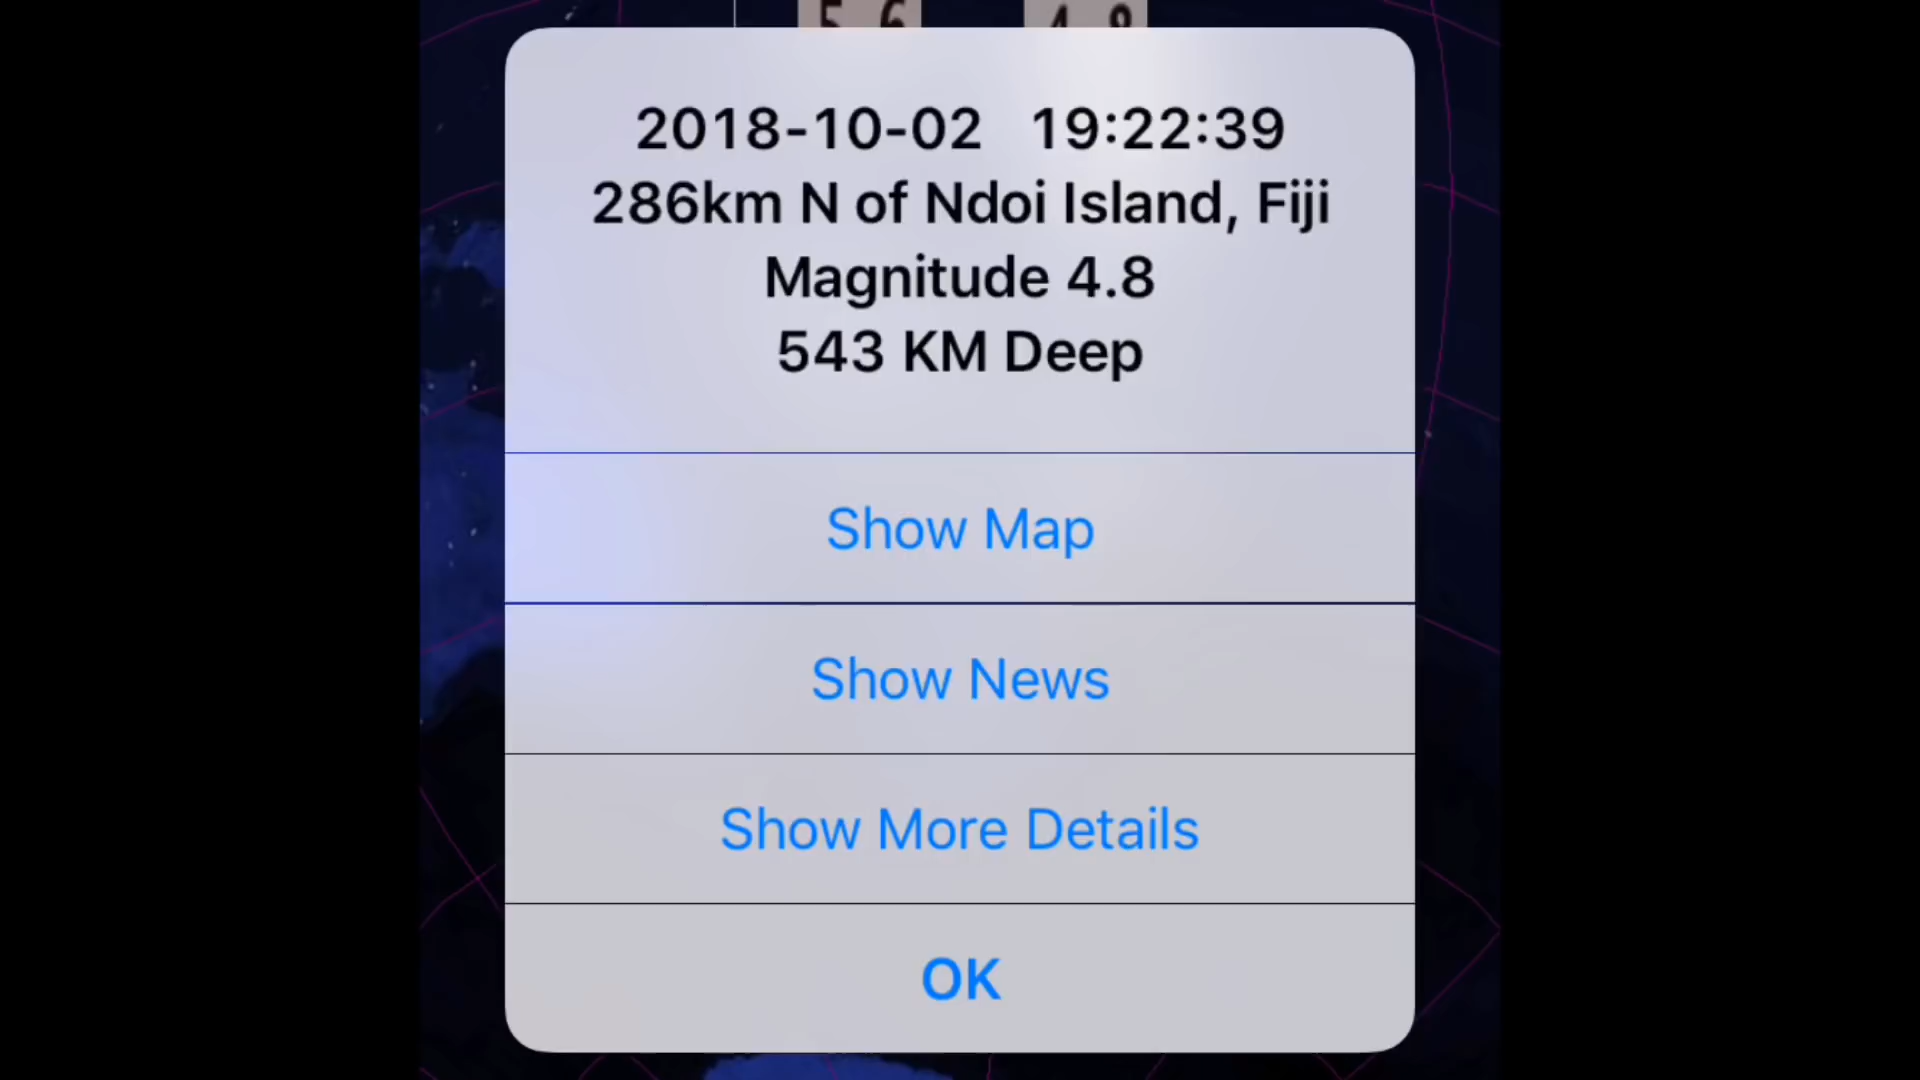 2018-10-02 19:22:39
286km N of Ndoi Island, Fiji
Magnitude 4.8
543 KM Deep
Show Map
Show News
Show More Details
OK